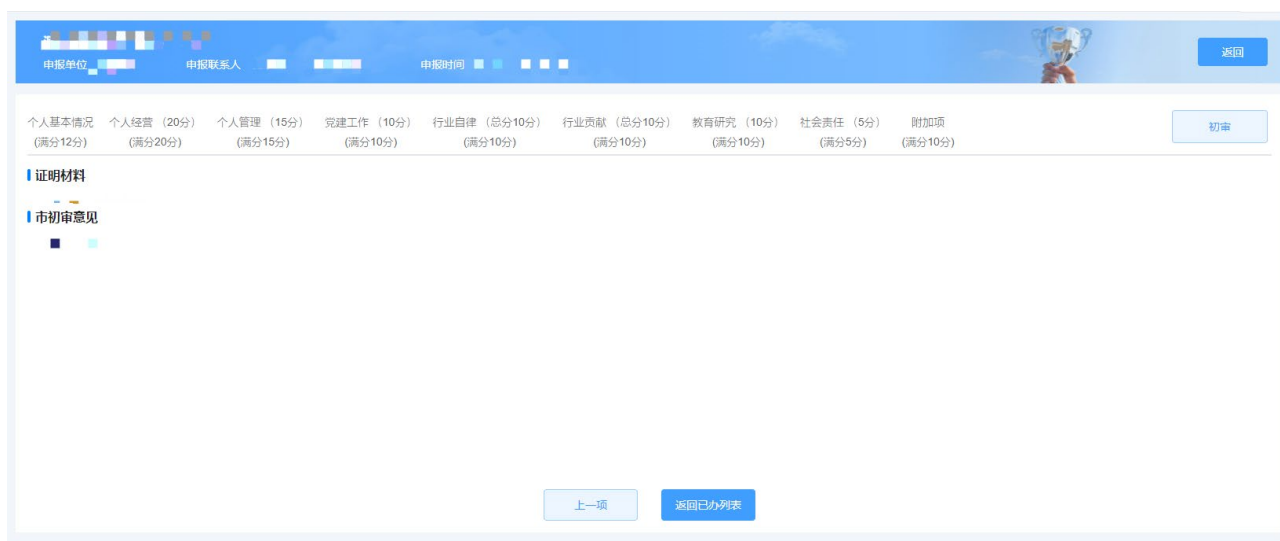 申报单位 申报联系人 申报时间
返回
个人基本情况 个人经营 (20分) 个人管理 (15分) 党建工作 (10分) 行业自律 (总分10分) 行业贡献 (总分10分) 教育研究 (10分) 社会责任 (5分) 附加项
(满分12分) (满分20分) (满分15分) (满分10分) (满分10分) (满分10分) (满分10分) (满分5分) (满分10分)
初审
证明材料
市初审意见
上一项 返回已办列表